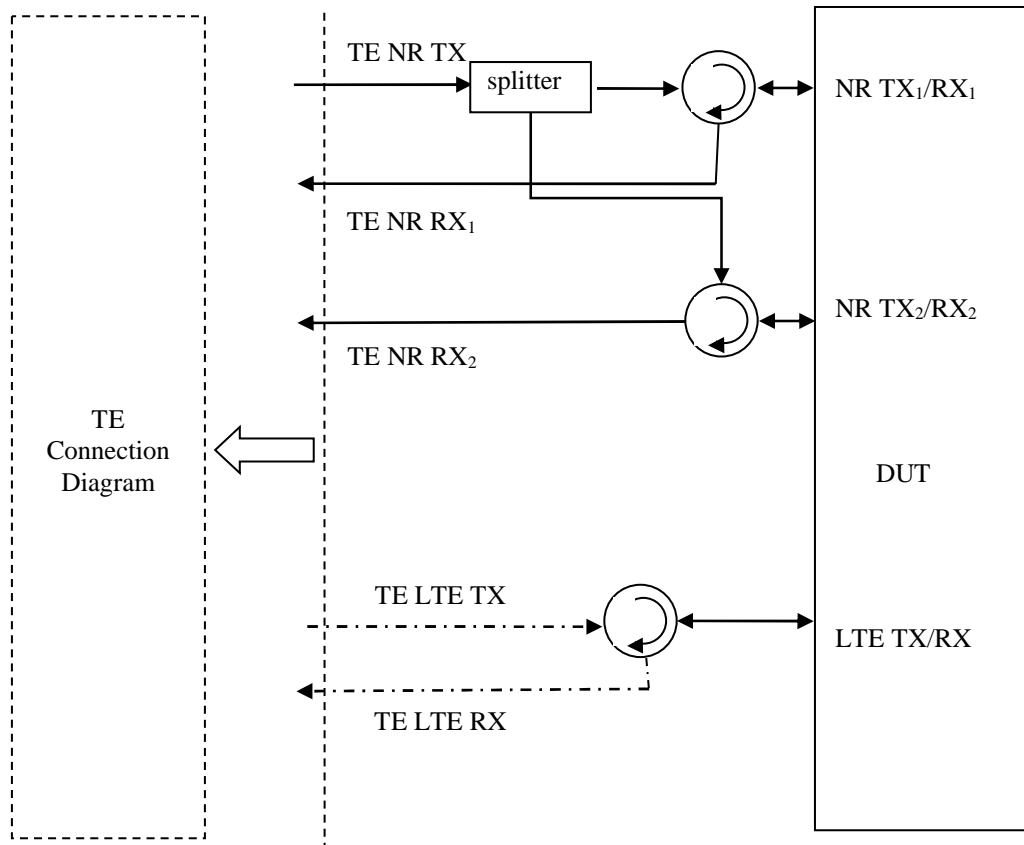 TE NR TX
splitter
NR TX₁/RX₁
TE NR RX₁
NR TX₂/RX₂
TE NR RX₂
TE
Connection
Diagram
DUT
TE LTE TX
LTE TX/RX
TE LTE RX